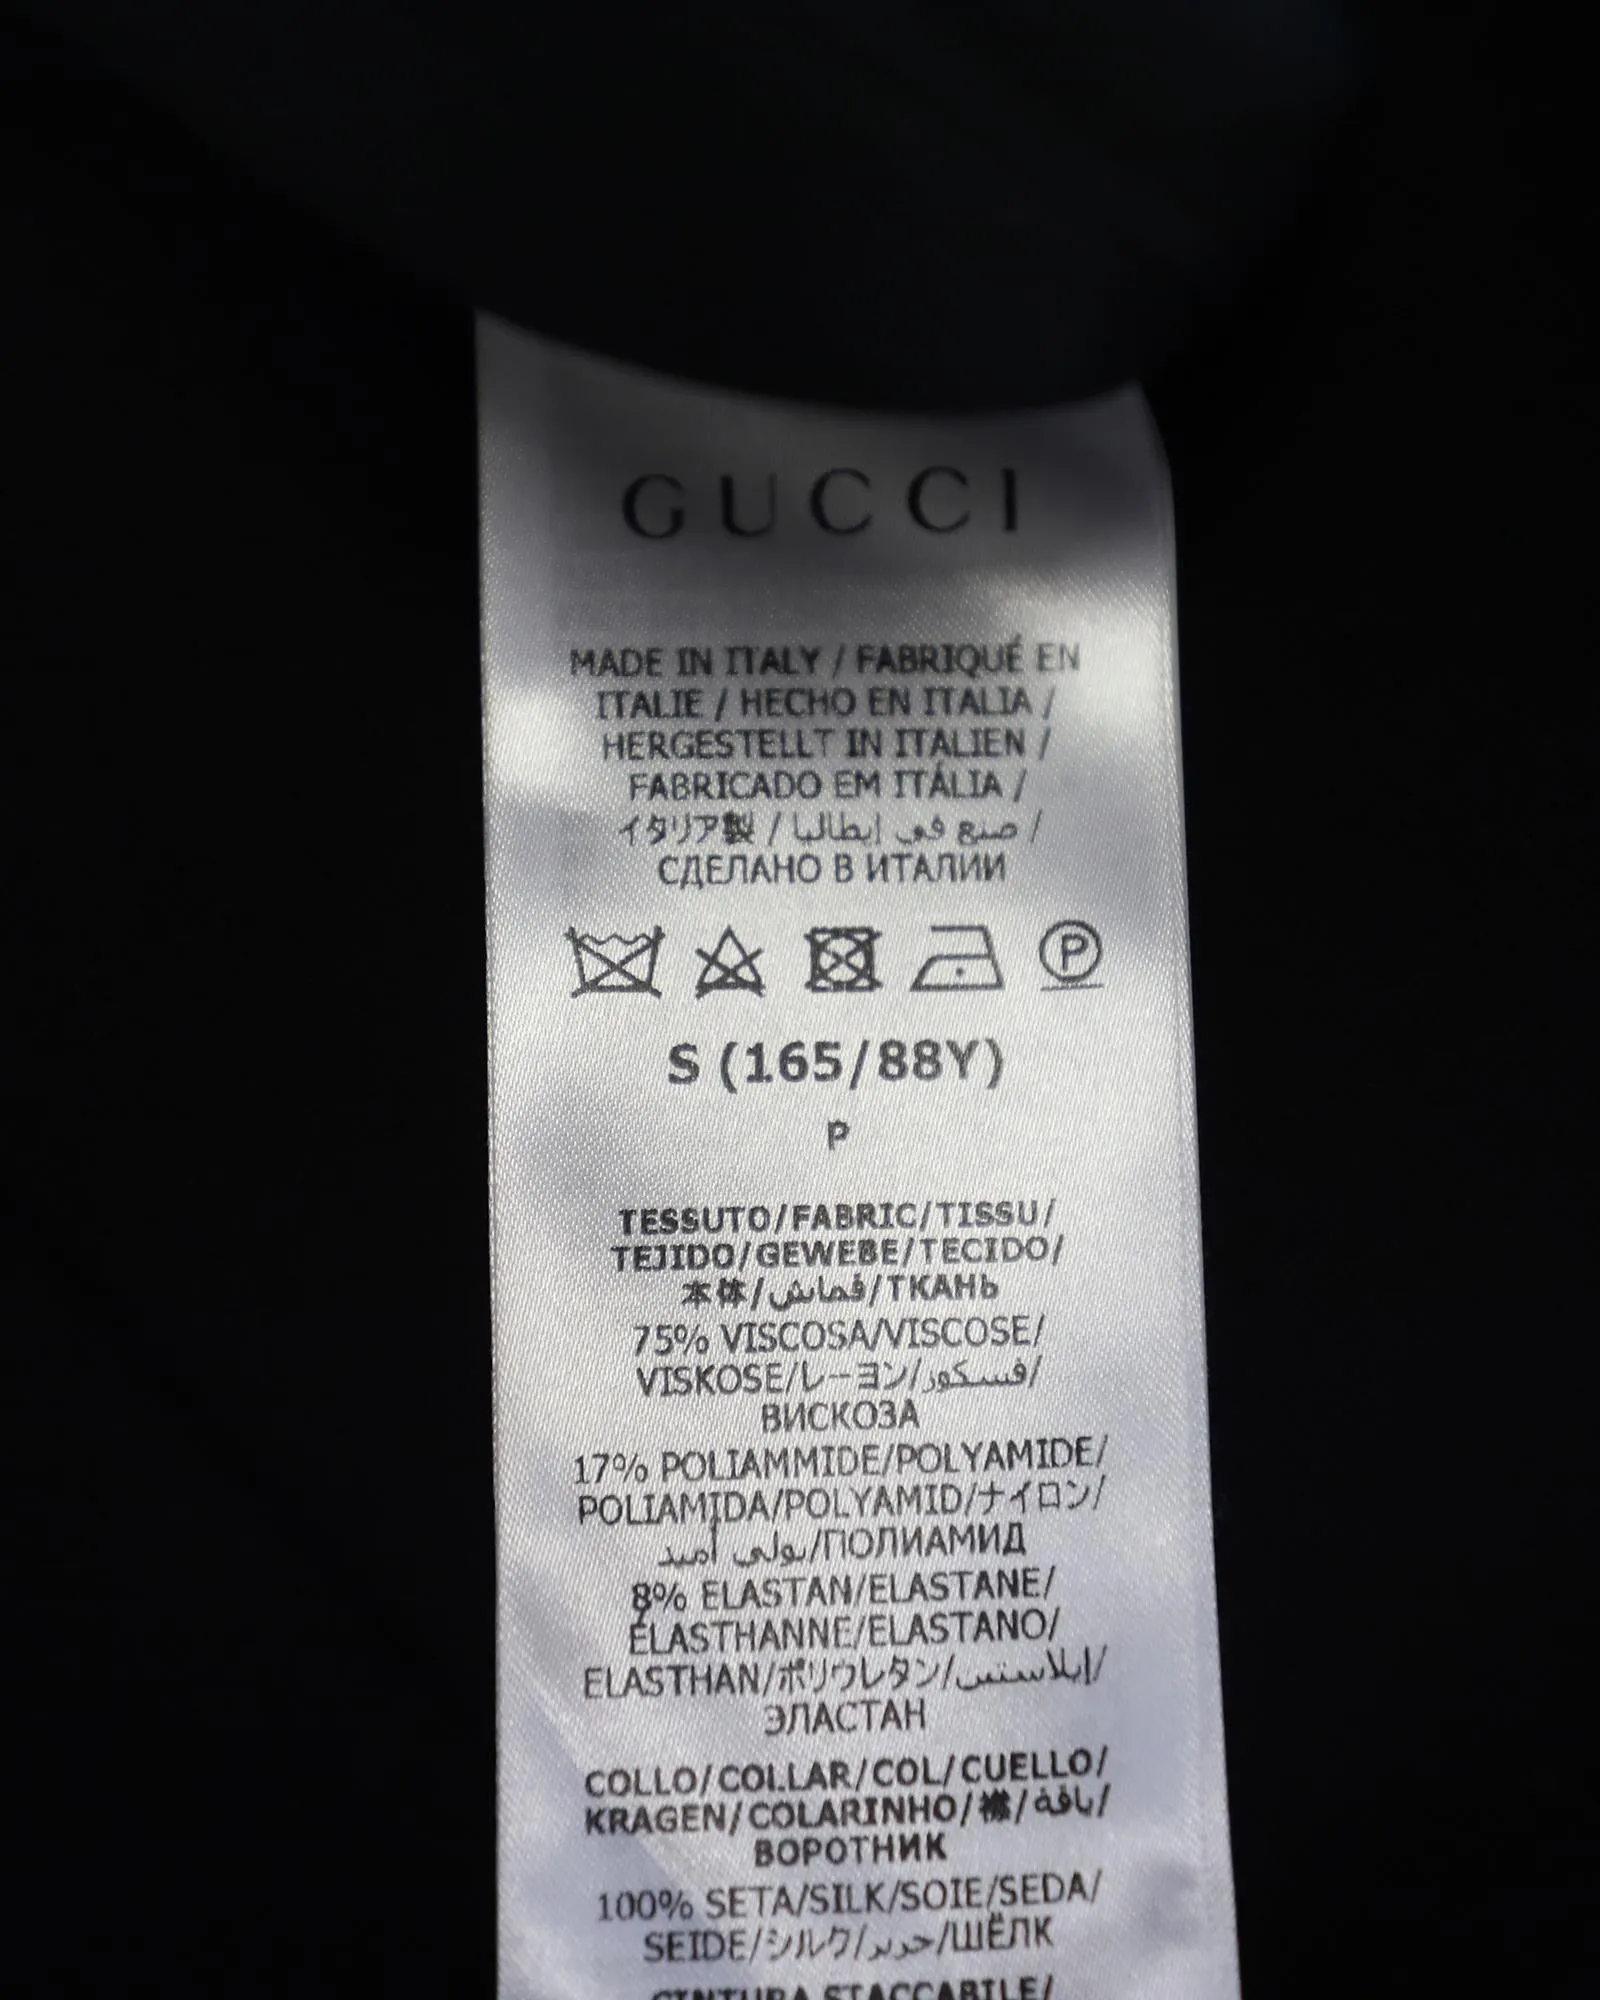 GUCCI
MADE IN ITALY / FABRIQUÉ EN
ITALIE / HECHO EN ITALIA /
HERGESTELLT IN ITALIEN /
FABRICADO EM ITÁLIA /
イタリア製 / صنع في إيطاليا /
СДЕЛАНО В ИТАЛИИ
P
S (165/88Y)
P
TESSUTO/FABRIC/TISSU/
TEJIDO/GEWEBE/TECIDO/
本体/قماش/ТКАНЬ
75% VISCOSA/VISCOSE/
VISKOSE/レーヨン/فسكوز/
ВИСКОЗА
17% POLIAMMIDE/POLYAMIDE/
POLIAMIDA/POLYAMID/ナイロン/
بولي أميد/ПОЛИАМИД
8% ELASTAN/ELASTANE/
ÉLASTHANNE/ELASTANO/
ELASTHAN/ポリウレタン/إيلاستين/
ЭЛАСТАН
COLLO/COLLAR/COL/CUELLO/
KRAGEN/COLARINHO/襟/ياقة/
ВОРОТНИК
100% SETA/SILK/SOIE/SEDA/
SEIDE/シルク/حرير/ШЁЛК
CINTURA STACCABILE/